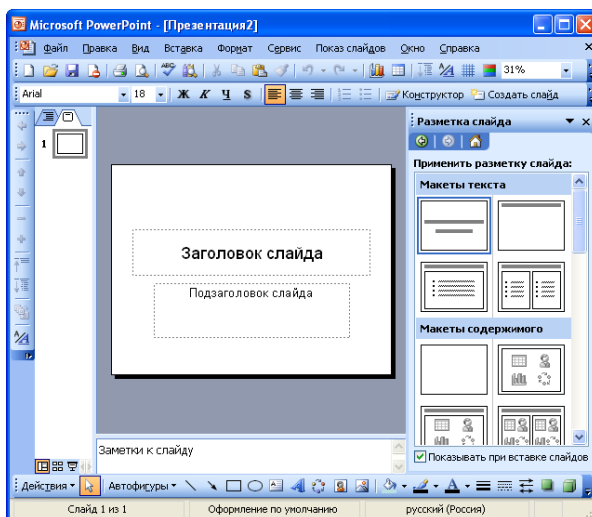 Microsoft PowerPoint - [Презентация2]
Файл Правка Вид Вставка Формат Сервис Показ слайдов Окно Справка
31%
Arial 18 Ж К Ч S Конструктор Создать слайд
Разметка слайда
1
Применить разметку слайда:
Макеты текста
Заголовок слайда
Подзаголовок слайда
Макеты содержимого
Заметки к слайду
Показывать при вставке слайдов
Действия Автофигуры
Слайд 1 из 1 Оформление по умолчанию русский (Россия)